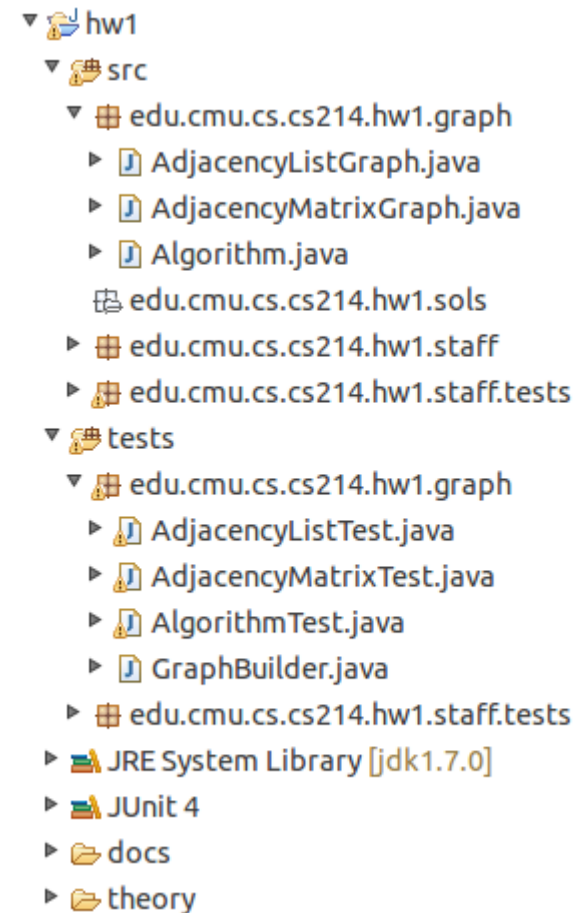 hw1
src
edu.cmu.cs.cs214.hw1.graph
AdjacencyListGraph.java
AdjacencyMatrixGraph.java
Algorithm.java
edu.cmu.cs.cs214.hw1.sols
edu.cmu.cs.cs214.hw1.staff
edu.cmu.cs.cs214.hw1.staff.tests
tests
edu.cmu.cs.cs214.hw1.graph
AdjacencyListTest.java
AdjacencyMatrixTest.java
AlgorithmTest.java
GraphBuilder.java
edu.cmu.cs.cs214.hw1.staff.tests
JRE System Library [jdk1.7.0]
JUnit 4
docs
theory